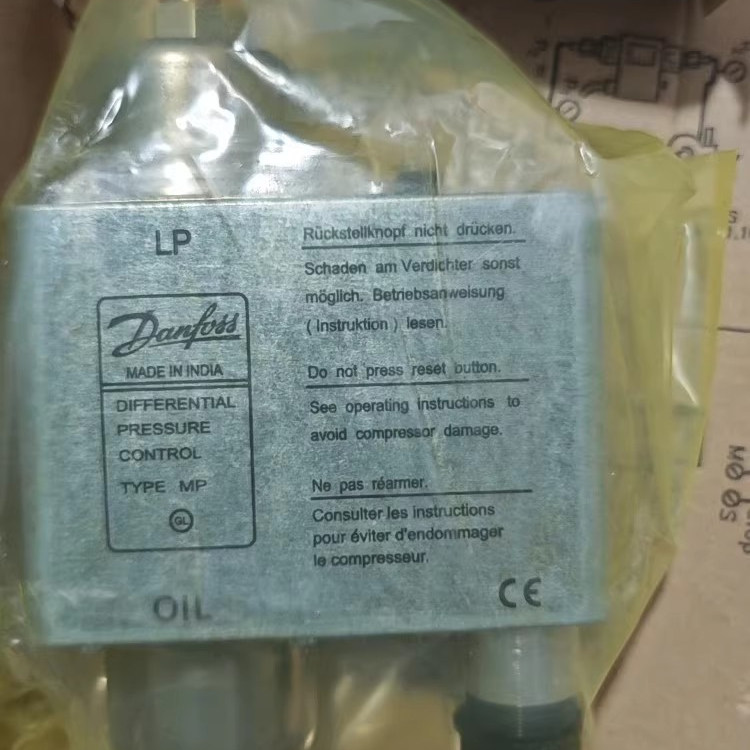 LP
Danfoss
MADE IN INDIA
DIFFERENTIAL
PRESSURE
CONTROL
TYPE MP
GL
OIL
Rückstellknopf nicht drücken.
Schaden am Verdichter sonst
möglich. Betriebsanweisung
( Instruktion ) lesen.
Do not press reset button.
See operating instructions to
avoid compressor damage.
Ne pas réarmer.
Consulter les instructions
pour éviter d'endommager
le compresseur.
CE